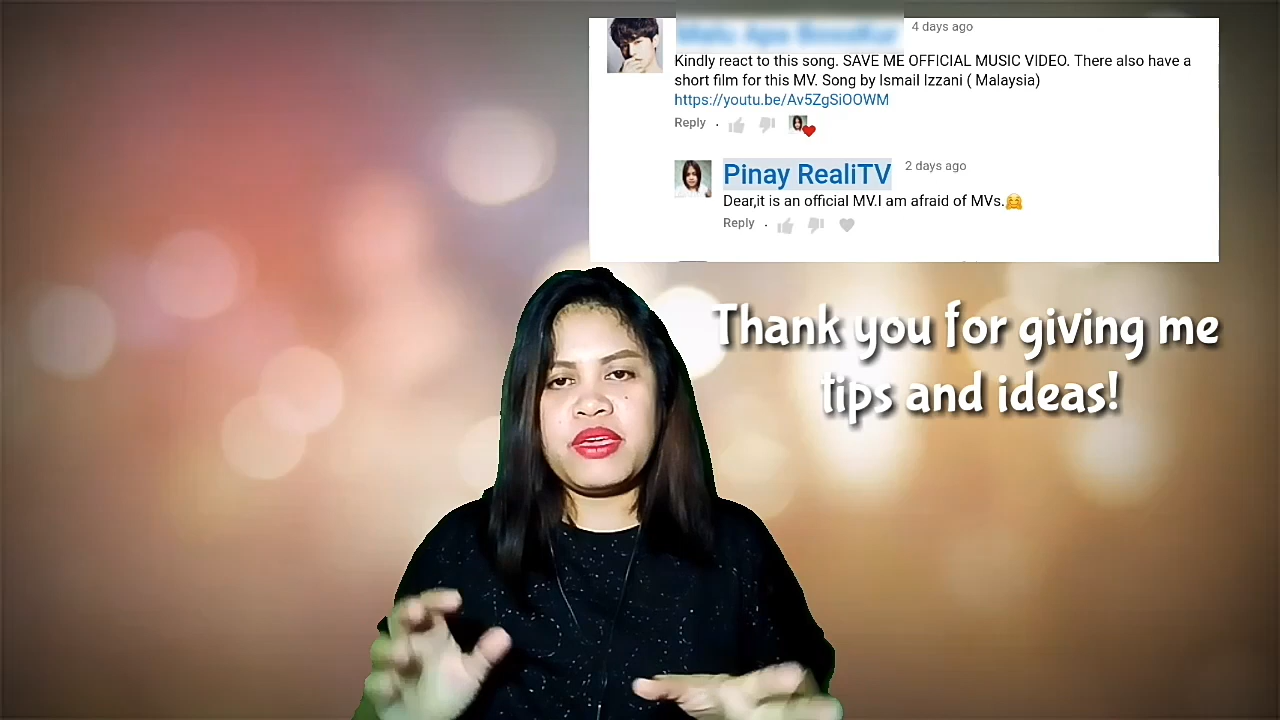 4 days ago
Kindly react to this song. SAVE ME OFFICIAL MUSIC VIDEO. There also have a
short film for this MV. Song by Ismail Izzani ( Malaysia)
https://youtu.be/Av5ZgSiOOWM
Reply .
Pinay RealiTV 2 days ago
Dear,it is an official MV.I am afraid of MVs.🤗
Reply .
Thank you for giving me
tips and ideas!